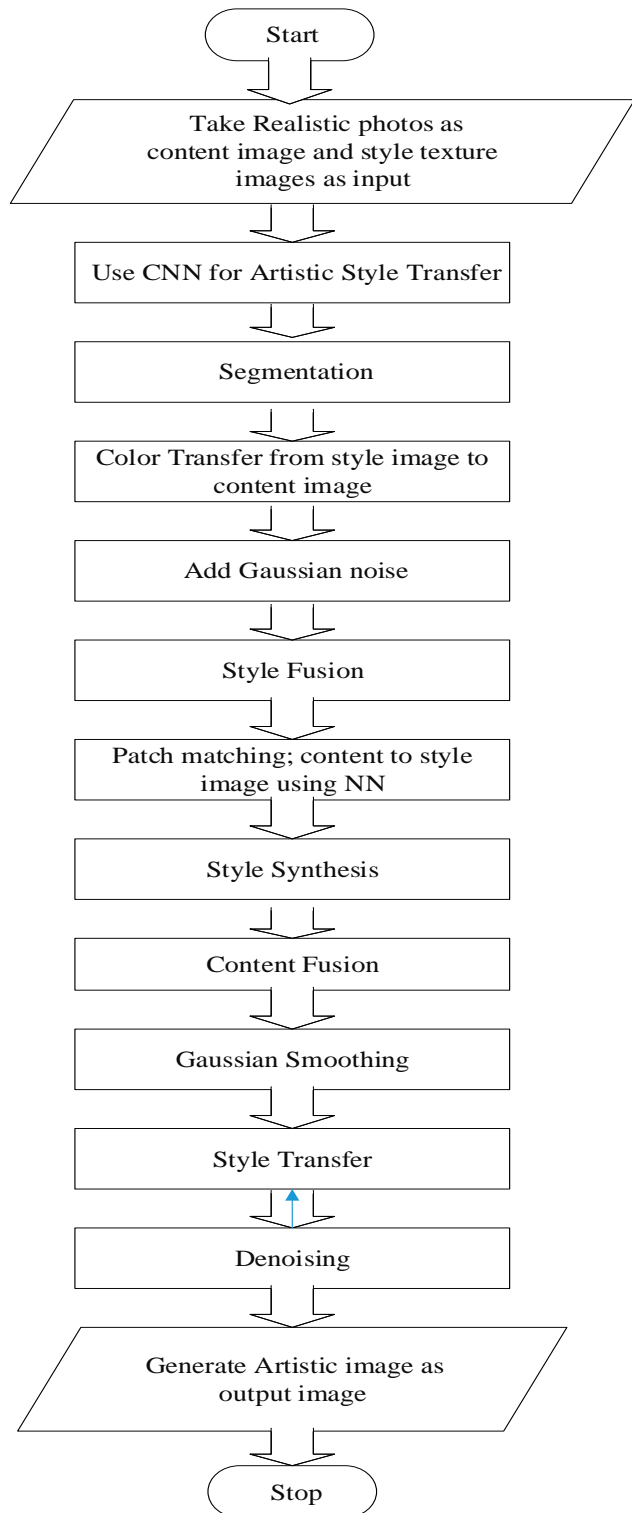 Start
Take Realistic photos as
content image and style texture
images as input
Use CNN for Artistic Style Transfer
Segmentation
Color Transfer from style image to
content image
Add Gaussian noise
Style Fusion
Patch matching; content to style
image using NN
Style Synthesis
Content Fusion
Gaussian Smoothing
Style Transfer
Denoising
Generate Artistic image as
output image
Stop